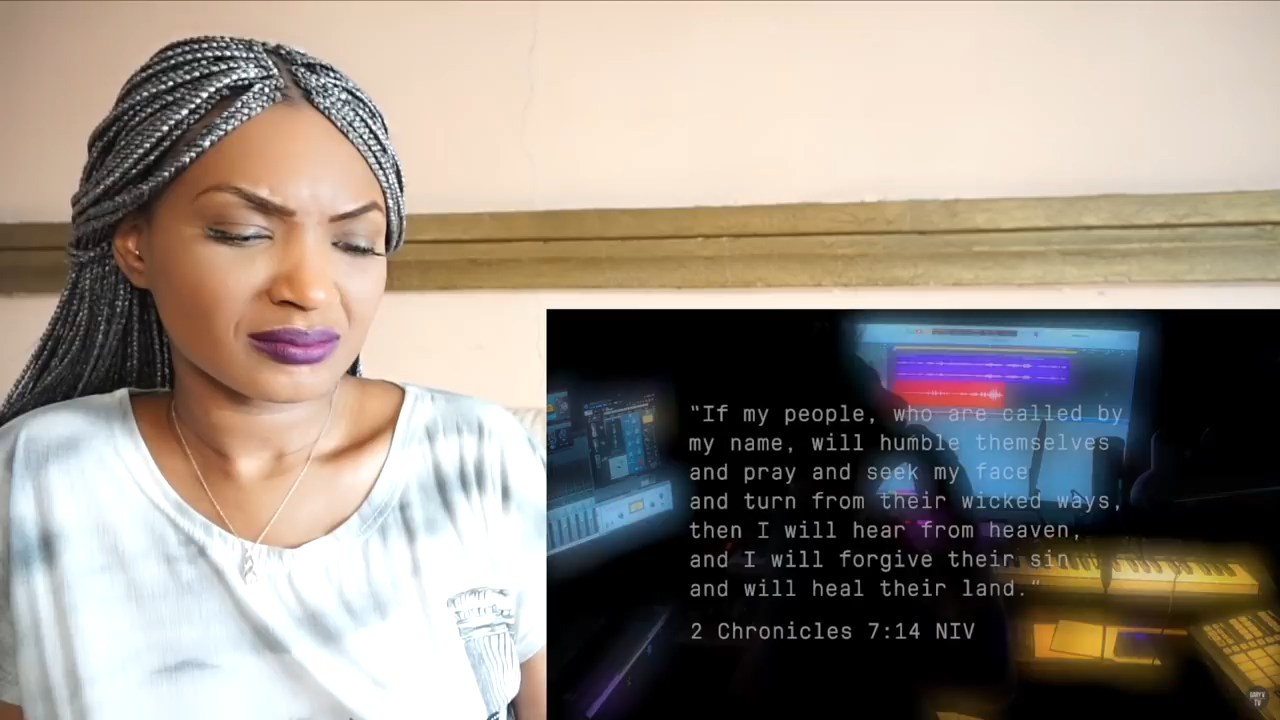 "If my people, who are called by
my name, will humble themselves
and pray and seek my face
and turn from their wicked ways,
then I will hear from heaven,
and I will forgive their sin
and will heal their land."
2 Chronicles 7:14 NIV